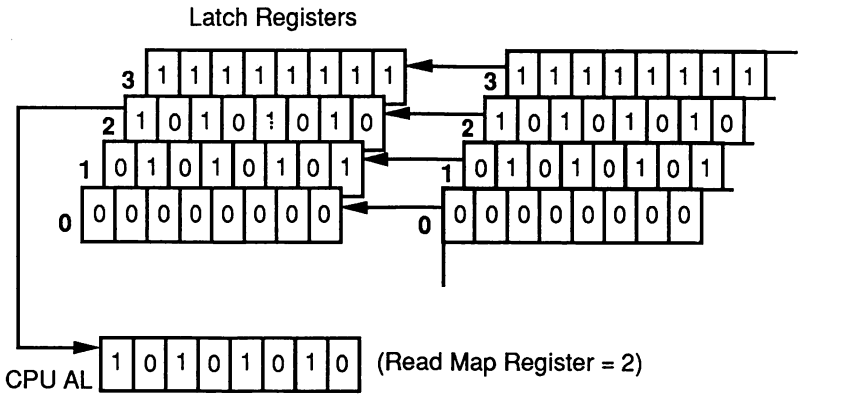 Latch Registers
3 1 1 1 1 1 1 1 1 3 1 1 1 1 1 1 1 1
2 1 0 1 0 1 0 1 0 2 1 0 1 0 1 0 1 0
1 0 1 0 1 0 1 0 1 1 0 1 0 1 0 1 0 1
0 0 0 0 0 0 0 0 0 0 0 0 0 0 0 0 0 0
CPU AL 1 0 1 0 1 0 1 0 (Read Map Register = 2)